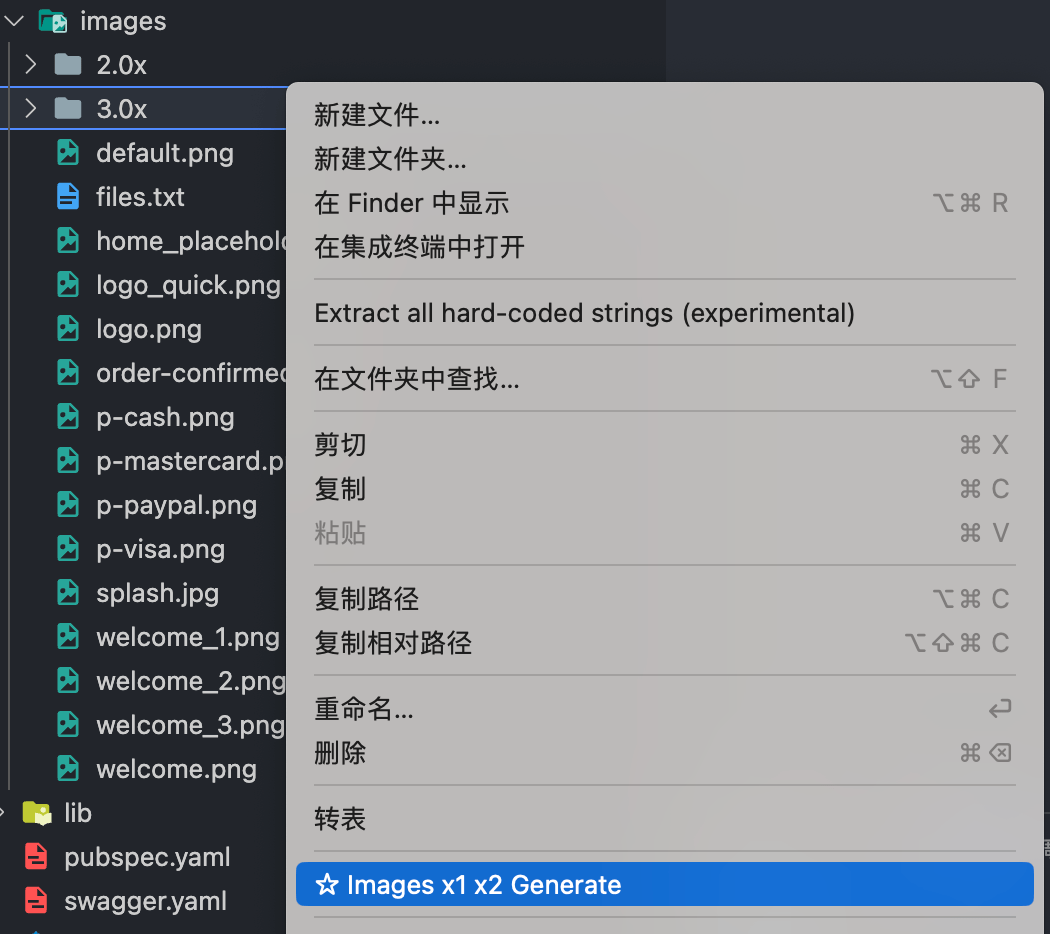 images
2.0x
3.0x
default.png
files.txt
home_placehol
logo_quick.png
logo.png
order-confirmed
p-cash.png
p-mastercard.p
p-paypal.png
p-visa.png
splash.jpg
welcome_1.png
welcome_2.png
welcome_3.png
welcome.png
lib
pubspec.yaml
swagger.yaml
新建文件...
新建文件夹...
在 Finder 中显示 ⌥⌘ R
在集成终端中打开
Extract all hard-coded strings (experimental)
在文件夹中查找... ⌥⇧ F
剪切 ⌘ X
复制 ⌘ C
粘贴 ⌘ V
复制路径 ⌥⌘ C
复制相对路径 ⌥⇧⌘ C
重命名... ↩
删除 ⌘⌫
转表
☆ Images x1 x2 Generate